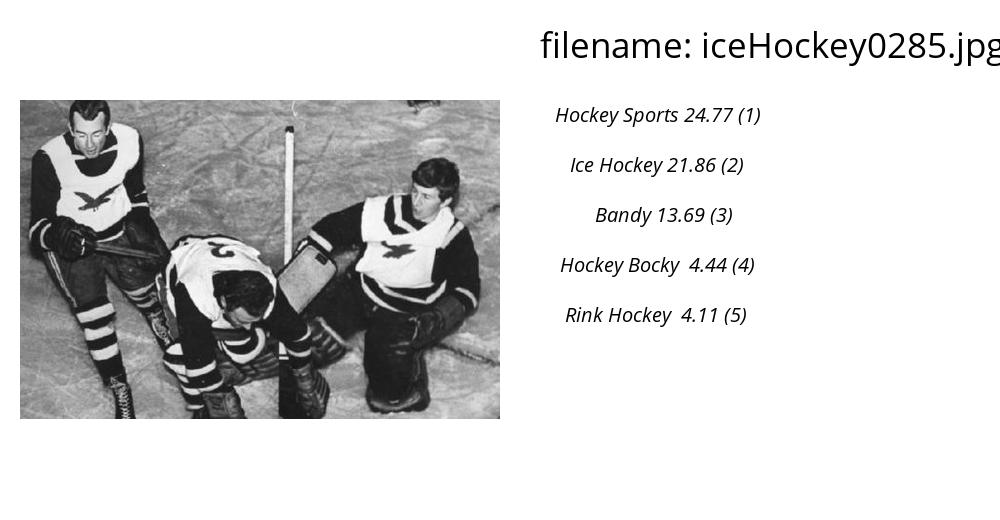 filename: iceHockey0285.jpg
Hockey Sports 24.77 (1)
Ice Hockey 21.86 (2)
Bandy 13.69 (3)
Hockey Bocky 4.44 (4)
Rink Hockey 4.11 (5)